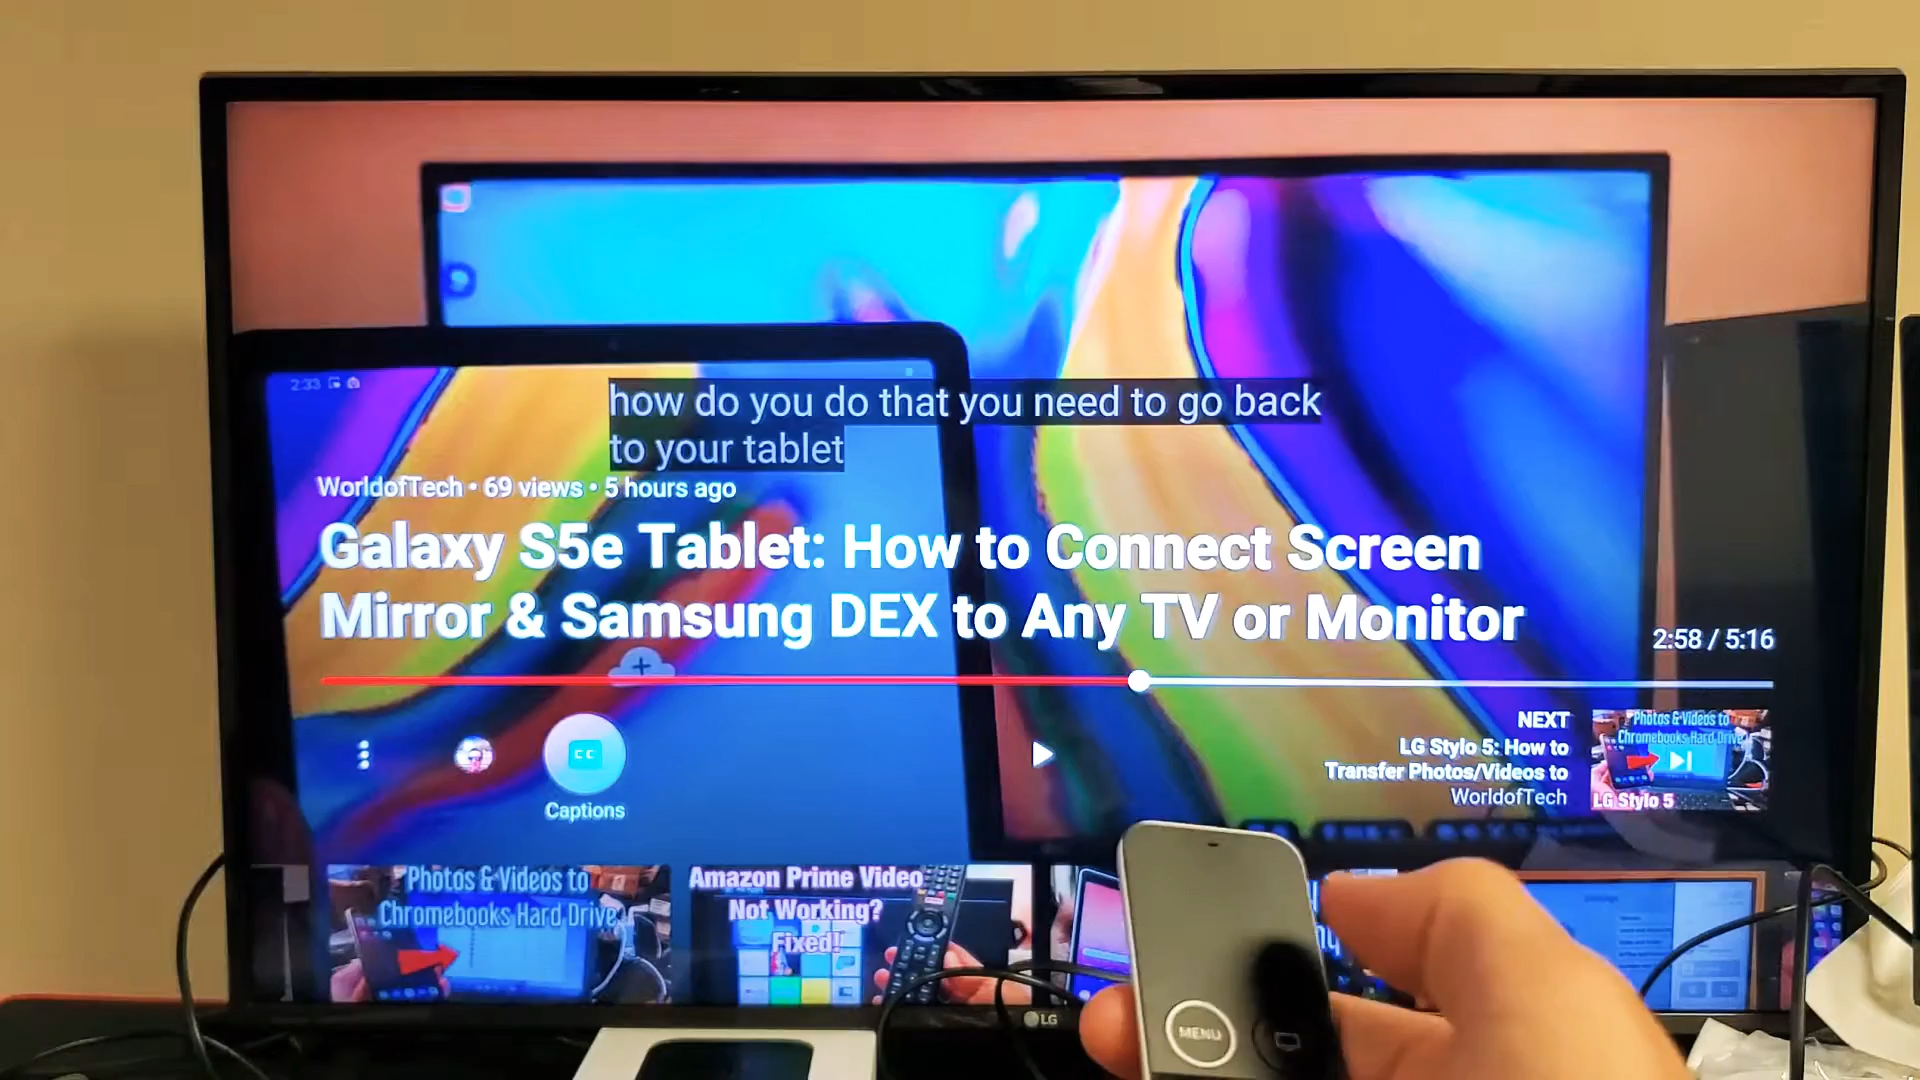 2:33
how do you do that you need to go back
to your tablet
WorldofTech • 69 views • 5 hours ago
Galaxy S5e Tablet: How to Connect Screen
Mirror & Samsung DEX to Any TV or Monitor
2:58 / 5:16
CC
Captions
NEXT
LG Stylo 5: How to
Transfer Photos/Videos to
WorldofTech
Photos & Videos to
Chromebooks Hard Drive
LG Stylo 5
Photos & Videos to
Chromebooks Hard Drive
Amazon Prime Video
Not Working?
Fixed!
LG
MENU